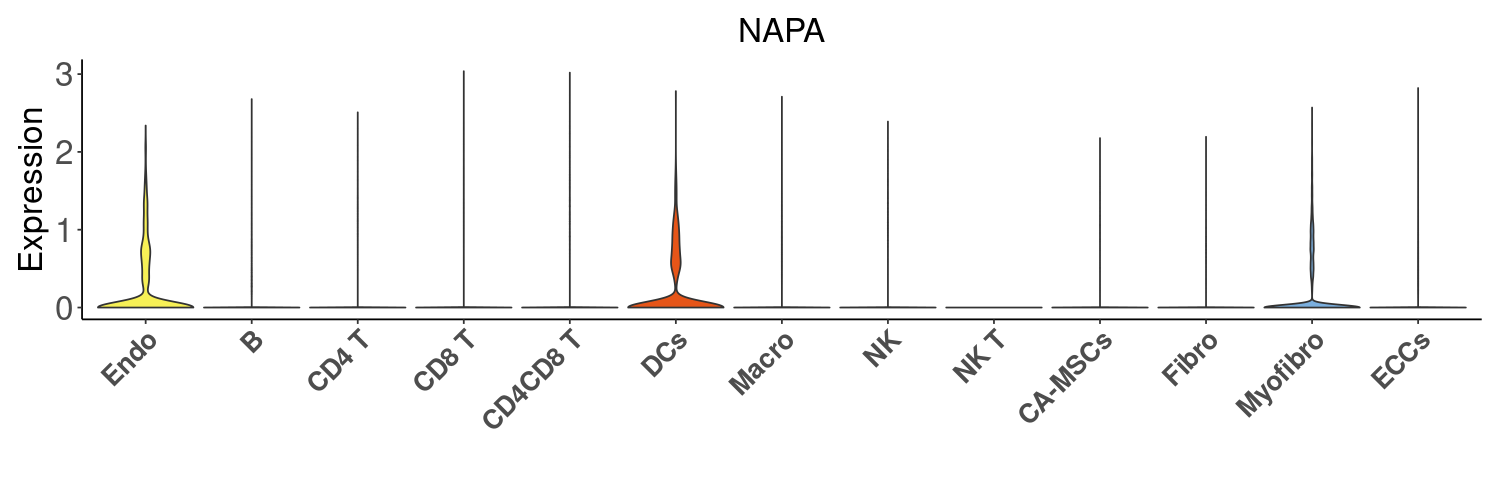 NAPA
Expression
3
2
1
0
Endo
B
CD4 T
CD8 T
CD4CD8 T
DCs
Macro
NK
NK T
CA-MSCs
Fibro
Myofibro
ECCs